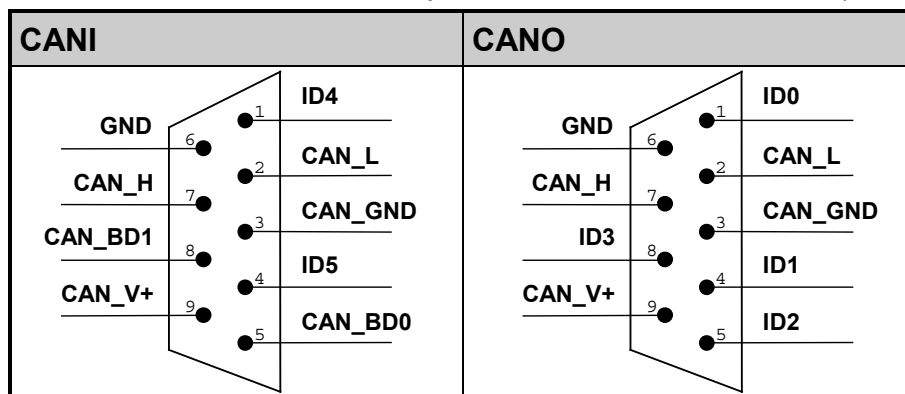 CANI CANO
ID4
GND 1
6
CAN_L
CAN_H 2
7
CAN_GND
CAN_BD1 3
8
ID5
CAN_V+ 4
9
CAN_BD0
5
ID0
GND 1
6
CAN_L
CAN_H 2
7
CAN_GND
ID3 3
8
ID1
CAN_V+ 4
9
ID2
5